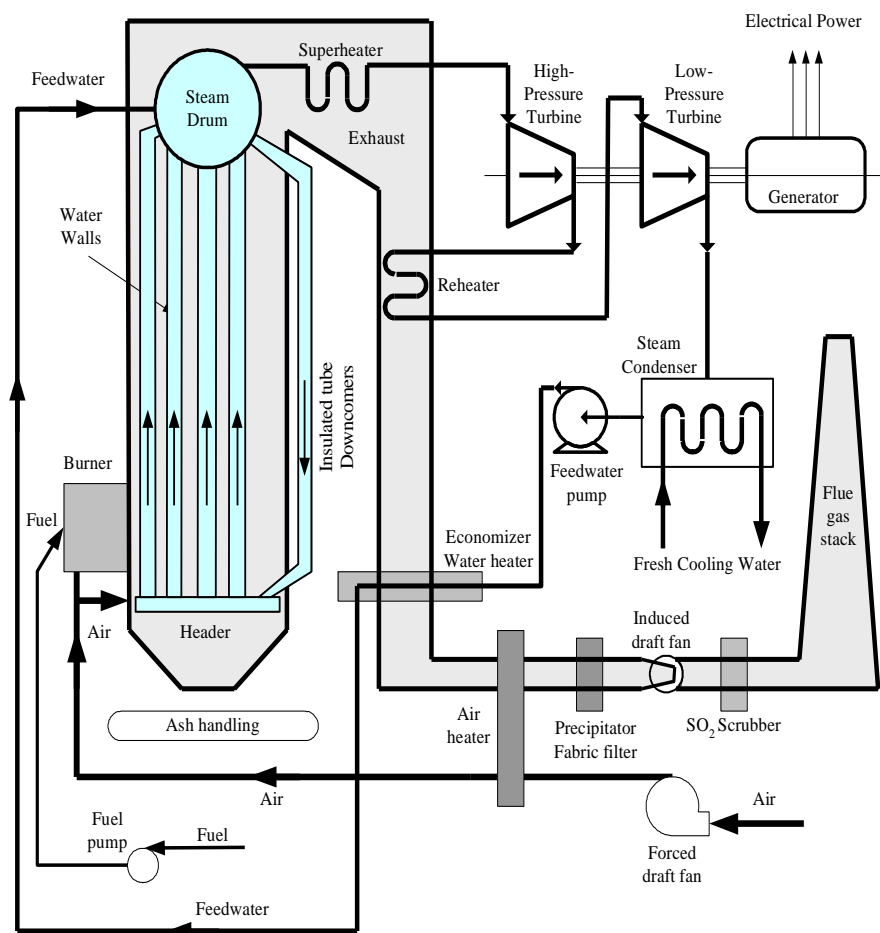 Electrical Power
Superheater
High-
Pressure
Turbine
Low-
Pressure
Turbine
Feedwater
Steam
Drum
Exhaust
Generator
Water
Walls
Reheater
Steam
Condenser
Insulated tube
Downcomers
Burner
Feedwater
pump
Fuel
Flue
gas
stack
Economizer
Water heater
Fresh Cooling Water
Air
Header
Induced
draft fan
Ash handling
Air
heater
Precipitator
Fabric filter
SO2 Scrubber
Air
Air
Fuel
pump
Fuel
Forced
draft fan
Feedwater